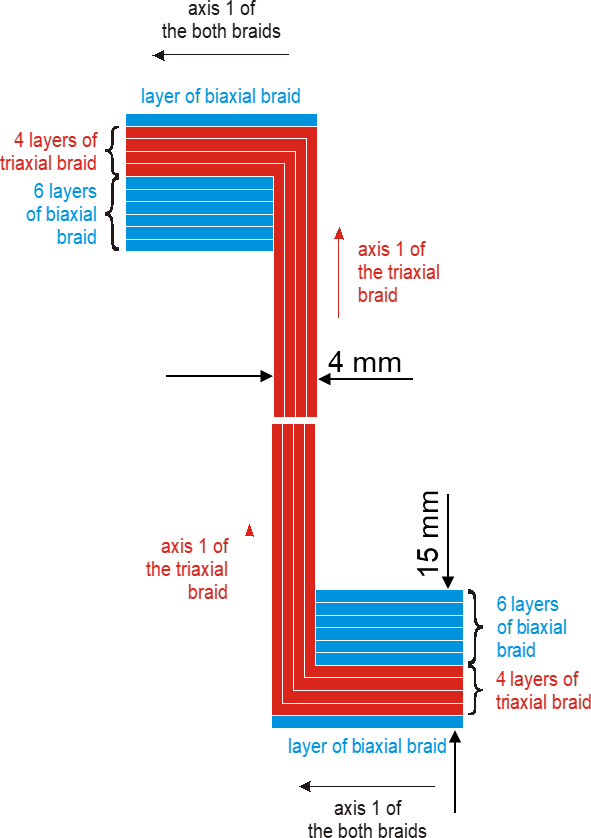 axis 1 of
the both braids
layer of biaxial braid
4 layers of
triaxial braid
6 layers
of biaxial
braid
axis 1 of
the triaxial
braid
4 mm
15 mm
axis 1 of
the triaxial
braid
6 layers
of biaxial
braid
4 layers of
triaxial braid
layer of biaxial braid
axis 1 of
the both braids